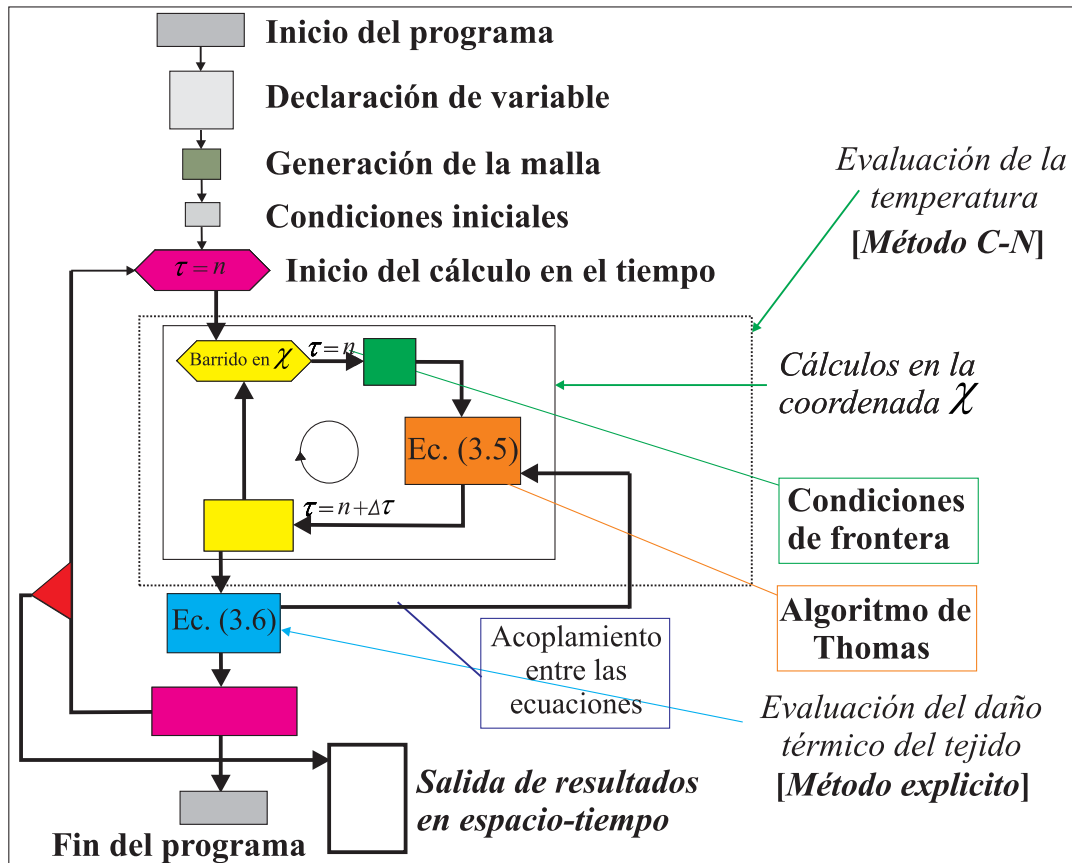 Inicio del programa
Declaración de variable
Generación de la malla
Condiciones iniciales
τ = n
Inicio del cálculo en el tiempo
Evaluación de la
temperatura
[Método C-N]
Barrido en χ
τ = n
Cálculos en la
coordenada χ
Ec. (3.5)
τ = n + Δτ
Condiciones
de frontera
Ec. (3.6)
Algoritmo de
Thomas
Acoplamiento
entre las
ecuaciones
Evaluación del daño
térmico del tejido
[Método explicito]
Salida de resultados
en espacio-tiempo
Fin del programa